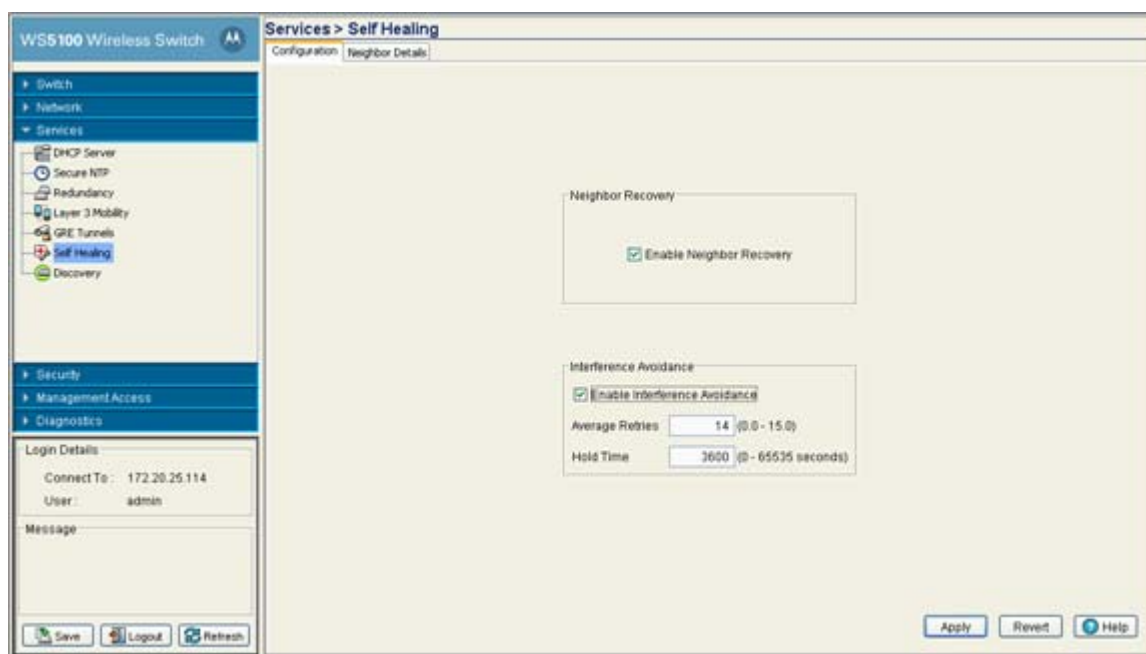 WS5100 Wireless Switch
Services > Self Healing
Configuration
Neighbor Details
Switch
Network
Services
DHCP Server
Secure NTP
Redundancy
Layer 3 Mobility
GRE Tunnels
Self Healing
Discovery
Security
Management Access
Diagnostics
Login Details
Connect To : 172.20.25.114
User : admin
Message
Save
Logout
Refresh
Neighbor Recovery
Enable Neighbor Recovery
Interference Avoidance
Enable Interference Avoidance
Average Retries 14 (0.0 - 15.0)
Hold Time 3600 (0 - 65535 seconds)
Apply
Revert
Help